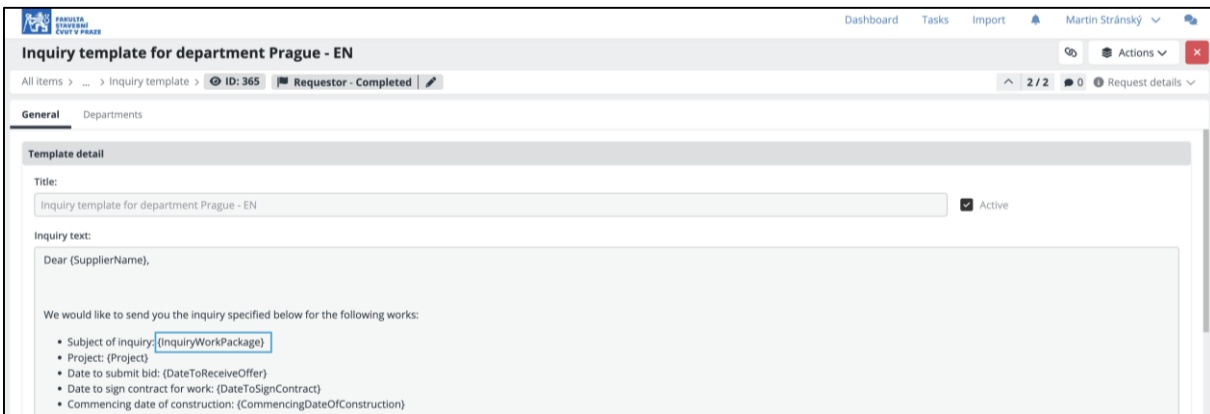 FAKULTA
STAVEBNÍ
ČVUT V PRAZE
Dashboard Tasks Import Martin Stránský
Inquiry template for department Prague - EN
Actions
All items > ... > Inquiry template > ID: 365 Requestor - Completed
2 / 2 0 Request details
General Departments
Template detail
Title:
Inquiry template for department Prague - EN
Active
Inquiry text:
Dear {SupplierName},
We would like to send you the inquiry specified below for the following works:
• Subject of inquiry: {InquiryWorkPackage}
• Project: {Project}
• Date to submit bid: {DateToReceiveOffer}
• Date to sign contract for work: {DateToSignContract}
• Commencing date of construction: {CommencingDateOfConstruction}